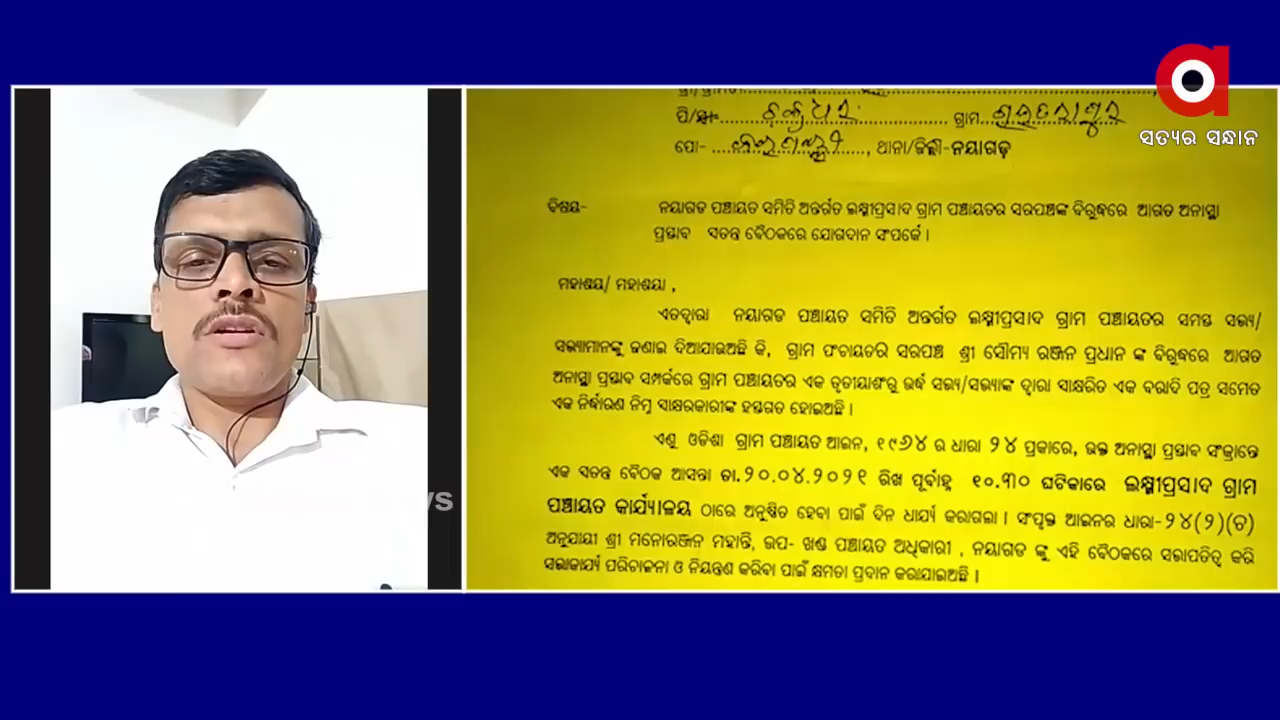 ସତ୍ୟର ସନ୍ଧାନ
ପି/ ଚକ୍ରଧର ଗ୍ରାମ
ପୋ- , ଥାନା/ଜିଲ୍ଲା-ନୟାଗଡ଼
ବିଷୟ- ନୟାଗଡ ପଞ୍ଚାୟତ ସମିତି ଅନ୍ତର୍ଗତ ଲକ୍ଷ୍ମୀପ୍ରସାଦ ଗ୍ରାମ ପଞ୍ଚାୟତର ସରପଞ୍ଚଙ୍କ ବିରୁଦ୍ଧରେ ଆଗତ ଅନାସ୍ଥା
ପ୍ରସ୍ତାବ ସତନ୍ତ୍ର ବୈଠକରେ ଯୋଗଦାନ ସଂପର୍କେ ।
ମହାଶୟ/ ମହାଶୟା ,
ଏତଦ୍ୱାରା ନୟାଗଡ ପଞ୍ଚାୟତ ସମିତି ଅନ୍ତର୍ଗତ ଲକ୍ଷ୍ମୀପ୍ରସାଦ ଗ୍ରାମ ପଞ୍ଚାୟତର ସମସ୍ତ ସଭ୍ୟ/
ସଭ୍ୟାମାନଙ୍କୁ ଜଣାଇ ଦିଆଯାଉଅଛି କି, ଗ୍ରାମ ଫଚାୟତରି ସରପଞ୍ଚ ଶ୍ରୀ ସୌମ୍ୟ ରଞ୍ଜନ ପ୍ରଧାନ ଙ୍କ ବିରୁଦ୍ଧରେ ଆଗତ
ଅନାସ୍ଥା ପ୍ରସ୍ତାବ ସମ୍ପର୍କରେ ଗ୍ରାମ ପଞ୍ଚାୟତର ଏକ ତୃତୀୟାଶଂରୁ ଉର୍ଦ୍ଧ ସଭ୍ୟ/ସଭ୍ୟାଙ୍କ ଦ୍ୱାରା ସାକ୍ଷରିତ ଏକ ବରାଦି ପତ୍ର ସମେତ
ଏକ ନିର୍ଦ୍ଧାରଣ ନିମ୍ନ ସାକ୍ଷରକାରୀଙ୍କ ହସ୍ତଗତ ହୋଇଅଛି ।
ଏଣୁ ଓଡିଶା ଗ୍ରାମ ପଞ୍ଚାୟତ ଆଇନ, ୧୯୬୪ ର ଧାରା ୨୪ ପ୍ରକାରେ, ଉକ୍ତ ଅନାସ୍ଥା ପ୍ରସ୍ତାବ ସଂକ୍ରାନ୍ତେ
ଏକ ସତନ୍ତ୍ର ବୈଠକ ଆସନ୍ତା ତା.୨୦.୦୪.୨୦୨୧ ରିଖ ପୂର୍ବାହ୍ନ ୧୦.୩୦ ଘଟିକାରେ ଲକ୍ଷ୍ମୀପ୍ରସାଦ ଗ୍ରାମ
ପଞ୍ଚାୟତ କାର୍ଯ୍ୟାଳୟ ଠାରେ ଅନୁଷ୍ଠିତ ହେବା ପାଇଁ ଦିନ ଧାର୍ଯ୍ୟ କରାଗଲା । ସଂପୃକ୍ତ ଆଇନର ଧାରା-୨୪(୨)(ଚ)
ଅନୁଯାୟୀ ଶ୍ରୀ ମନୋରଞ୍ଜନ ମହାନ୍ତି, ଉପ- ଖଣ୍ଡ ପଞ୍ଚାୟତ ଅଧିକାରୀ , ନୟାଗଡ ଙ୍କୁ ଏହି ବୈଠକରେ ସଭାପତିତ୍ୱ କରି
ସଭାକାର୍ଯ୍ୟ ପରିଚାଳନା ଓ ନିୟନ୍ତ୍ରଣ କରିବା ପାଇଁ କ୍ଷମତା ପ୍ରଦାନ କରାଯାଇଅଛି ।